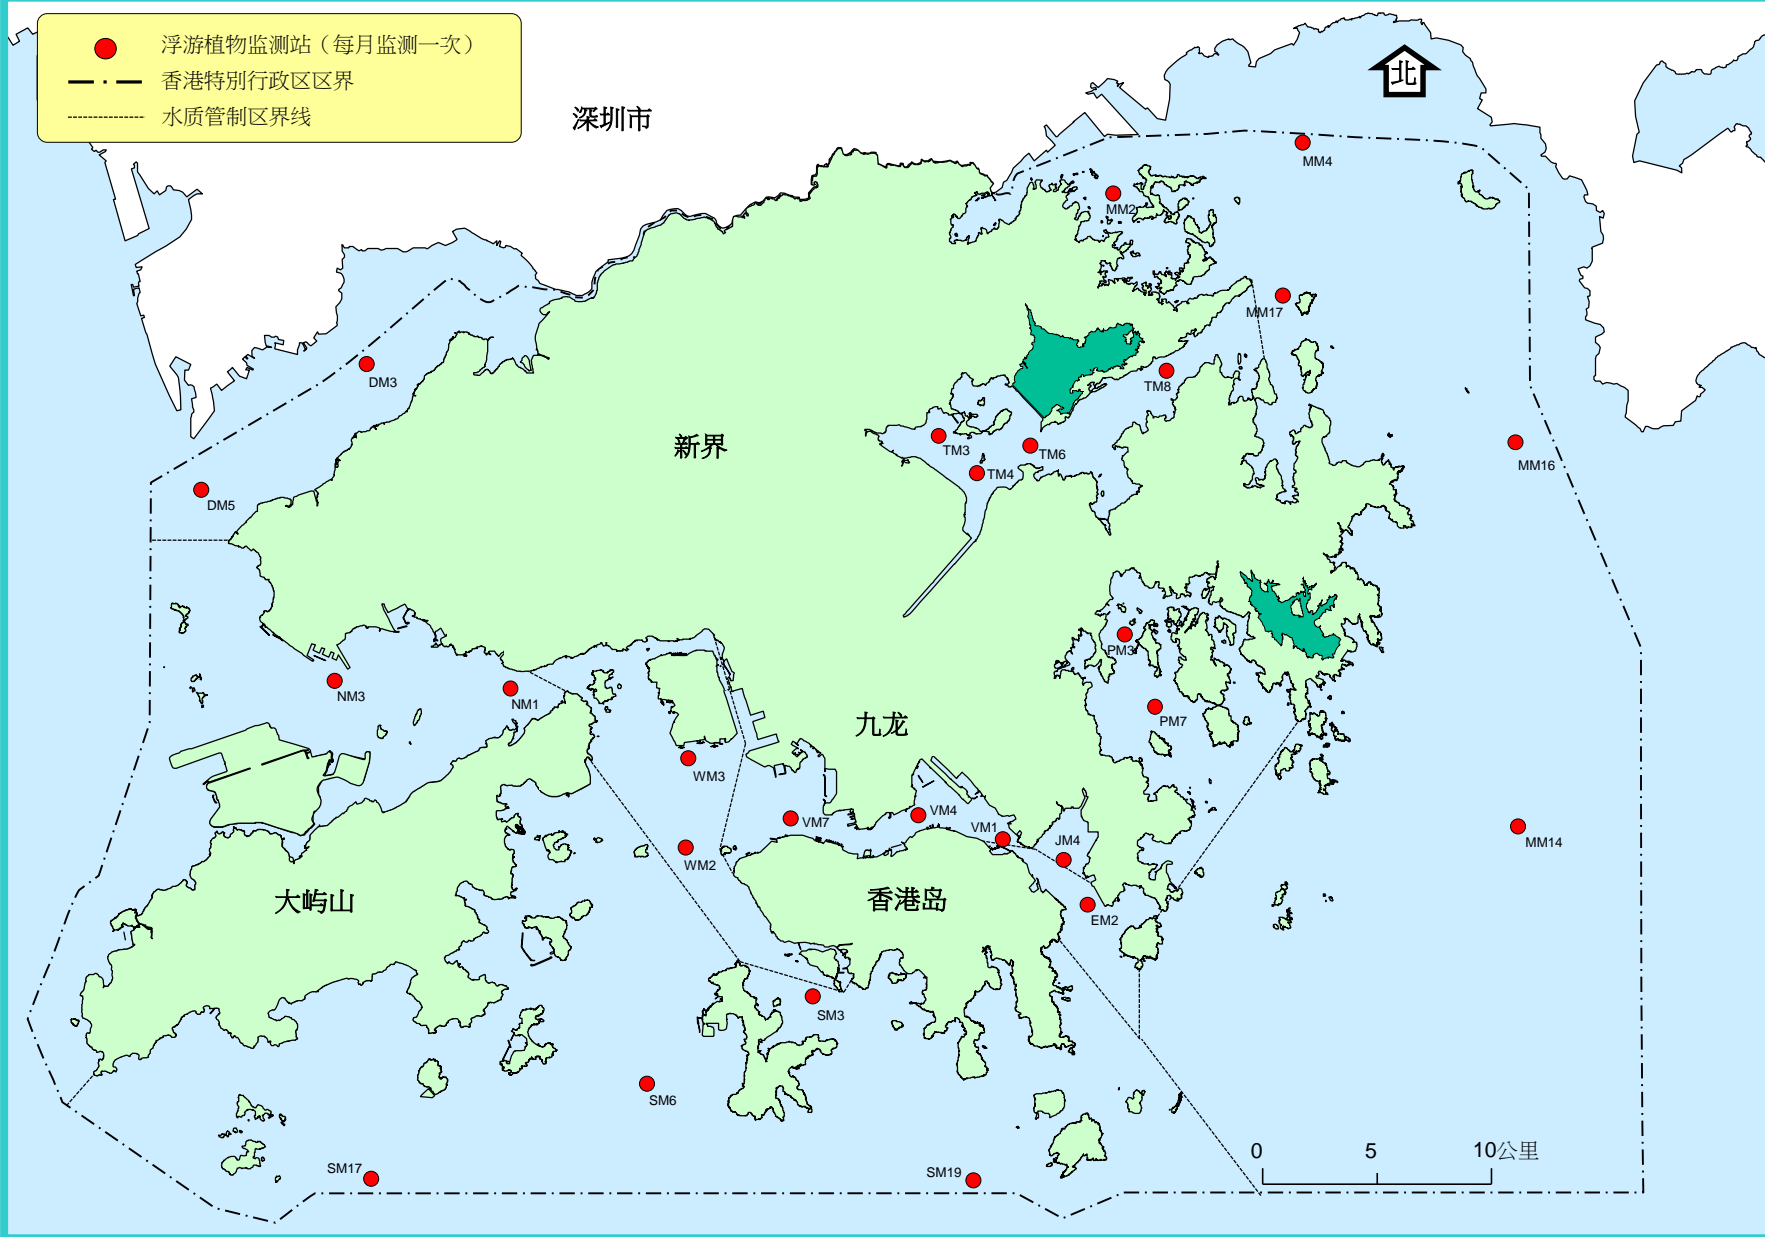 浮游植物监测站（每月监测一次）
香港特別行政区区界
水质管制区界线
深圳市
北
MM4
MM2
MM17
DM3
TM8
新界
TM3
TM6
TM4
MM16
DM5
PM3
NM3
NM1
PM7
九龙
WM3
VM7
VM4
VM1
JM4
MM14
WM2
大屿山
香港岛
EM2
SM3
SM6
0 5 10公里
SM17
SM19